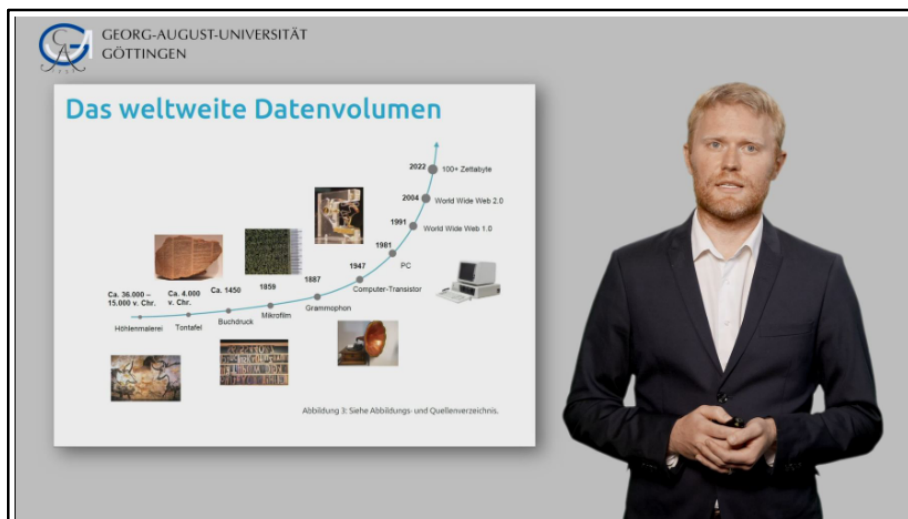 GEORG-AUGUST-UNIVERSITÄT
GÖTTINGEN
Das weltweite Datenvolumen
2022
100+ Zettabyte
2004
World Wide Web 2.0
1991
World Wide Web 1.0
1981
PC
1947
Computer-Transistor
1887
Grammophon
1859
Mikrofilm
Ca. 1450
Buchdruck
Ca. 4.000
v. Chr.
Tontafel
Ca. 36.000 –
15.000 v. Chr.
Höhlenmalerei
Abbildung 3: Siehe Abbildungs- und Quellenverzeichnis.